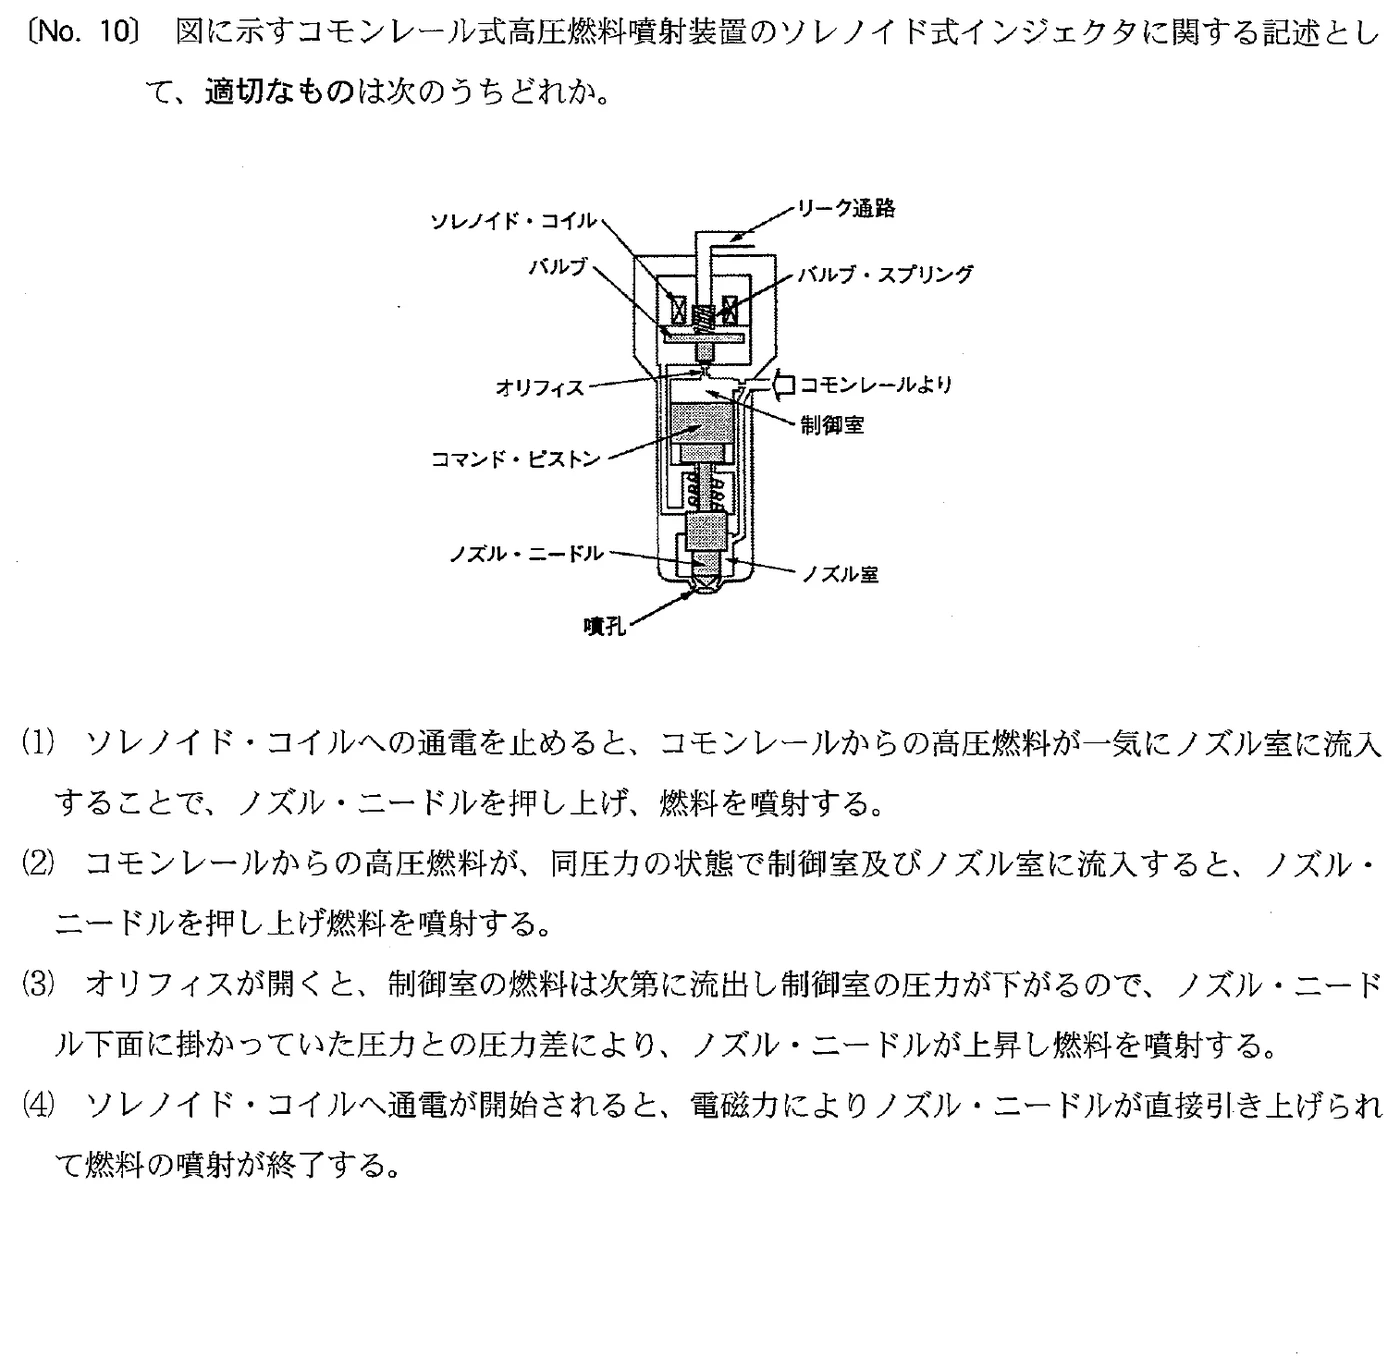 〔No. 10〕 図に示すコモンレール式高圧燃料噴射装置のソレノイド式インジェクタに関する記述とし
て、適切なものは次のうちどれか。
リーク通路
ソレノイド・コイル
バルブ
バルブ・スプリング
オリフィス
コモンレールより
制御室
コマンド・ピストン
ノズル・ニードル
ノズル室
噴孔
(1) ソレノイド・コイルへの通電を止めると、コモンレールからの高圧燃料が一気にノズル室に流入
することで、ノズル・ニードルを押し上げ、燃料を噴射する。
(2) コモンレールからの高圧燃料が、同圧力の状態で制御室及びノズル室に流入すると、ノズル・
ニードルを押し上げ燃料を噴射する。
(3) オリフィスが開くと、制御室の燃料は次第に流出し制御室の圧力が下がるので、ノズル・ニード
ル下面に掛かっていた圧力との圧力差により、ノズル・ニードルが上昇し燃料を噴射する。
(4) ソレノイド・コイルへ通電が開始されると、電磁力によりノズル・ニードルが直接引き上げられ
て燃料の噴射が終了する。